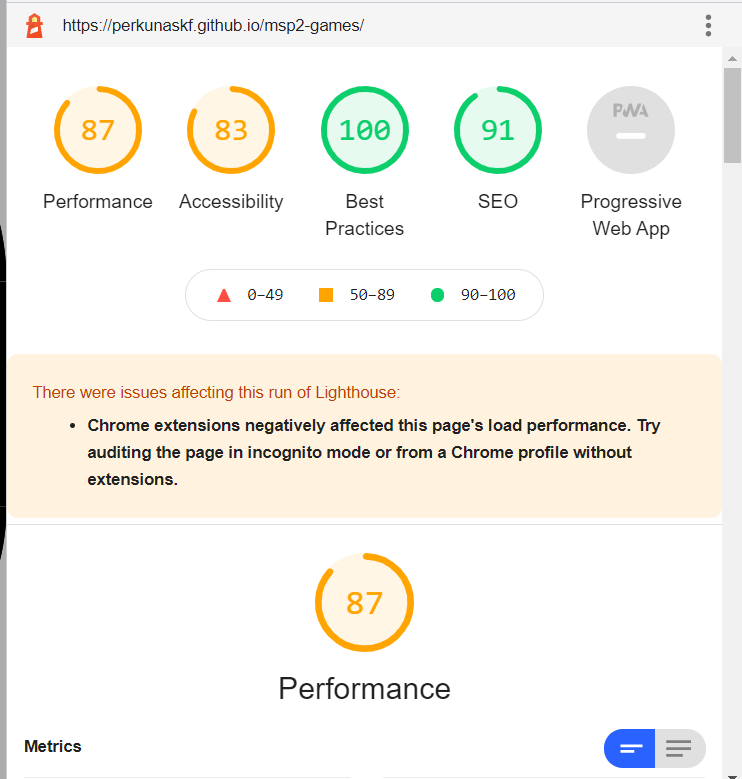 https://perkunaskf.github.io/msp2-games/
87
83
100
91
PWA
Performance
Accessibility
Best
Practices
SEO
Progressive
Web App
0–49
50–89
90–100
There were issues affecting this run of Lighthouse:
Chrome extensions negatively affected this page's load performance. Try
auditing the page in incognito mode or from a Chrome profile without
extensions.
87
Performance
Metrics